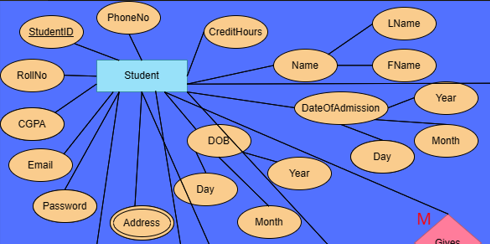 PhoneNo
StudentID
CreditHours
LName
RollNo
Student
Name
FName
CGPA
DateOfAdmission
Year
Email
DOB
Month
Day
Year
Day
Password
Address
Month
M
Gives